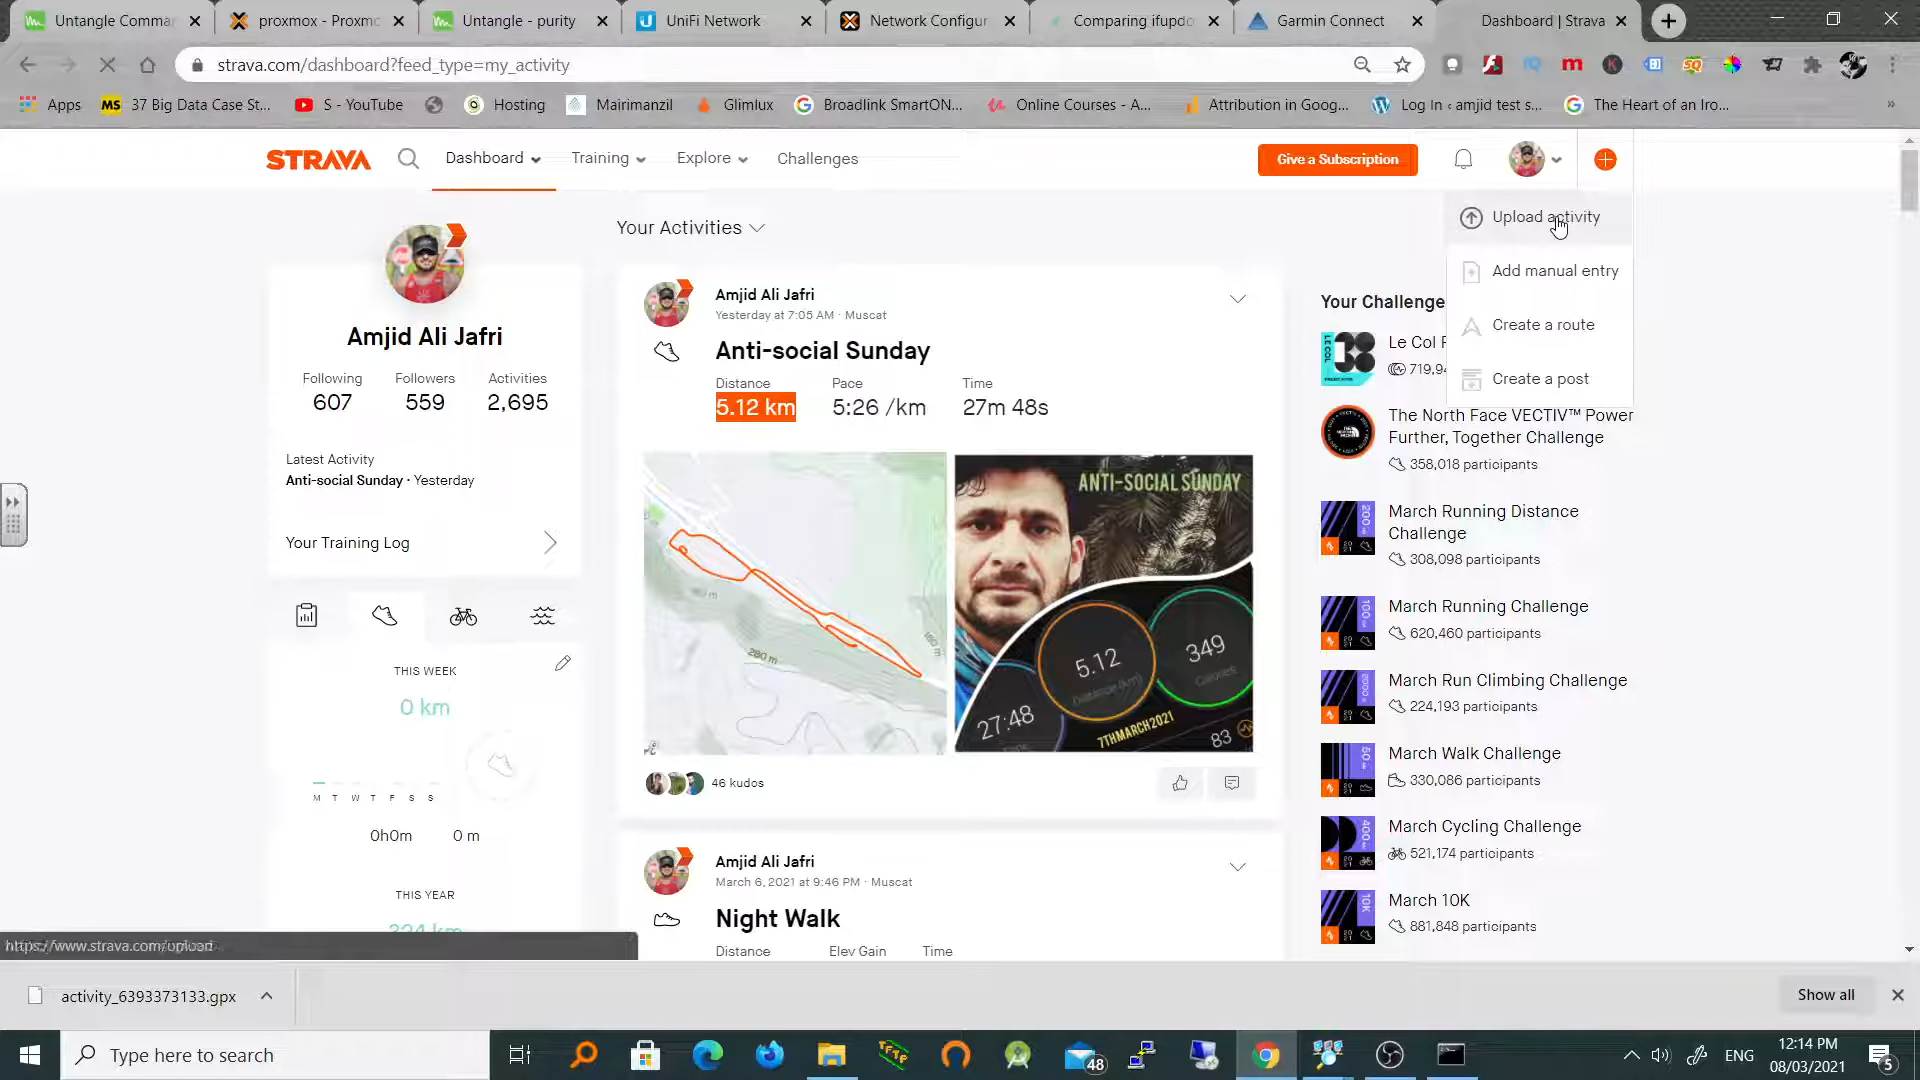 Untangle Comma
proxmox - Proxmo
Untangle - purity
UniFi Network
Network Configur
Comparing ifupdo
Garmin Connect
Dashboard | Strava
strava.com/dashboard?feed_type=my_activity
Apps
MS 37 Big Data Case St...
S - YouTube
Hosting
Mairimanzil
Glimlux
Broadlink SmartON...
Online Courses - A...
Attribution in Goog...
Log In ‹ amjid test s...
The Heart of an Iro...
STRAVA
Dashboard
Training
Explore
Challenges
Give a Subscription
Upload activity
Add manual entry
Create a route
Create a post
Amjid Ali Jafri
Following
607
Followers
559
Activities
2,695
Latest Activity
Anti-social Sunday · Yesterday
Your Training Log
THIS WEEK
0 km
M T W T F S S
0h0m 0 m
THIS YEAR
324 km
Your Activities
Amjid Ali Jafri
Yesterday at 7:05 AM · Muscat
Anti-social Sunday
Distance Pace Time
5.12 km 5:26 /km 27m 48s
280 m
ANTI-SOCIAL SUNDAY
5.12
Distance (km)
349
Calories
27:48
7THMARCH2021
83
46 kudos
Amjid Ali Jafri
March 6, 2021 at 9:46 PM · Muscat
Night Walk
Distance Elev Gain Time
Your Challenge
Le Col F
719,94
The North Face VECTIV™ Power
Further, Together Challenge
358,018 participants
March Running Distance
Challenge
308,098 participants
March Running Challenge
620,460 participants
March Run Climbing Challenge
224,193 participants
March Walk Challenge
330,086 participants
March Cycling Challenge
521,174 participants
March 10K
881,848 participants
https://www.strava.com/upload
activity_6393373133.gpx
Show all
Type here to search
48
ENG
12:14 PM
08/03/2021
5